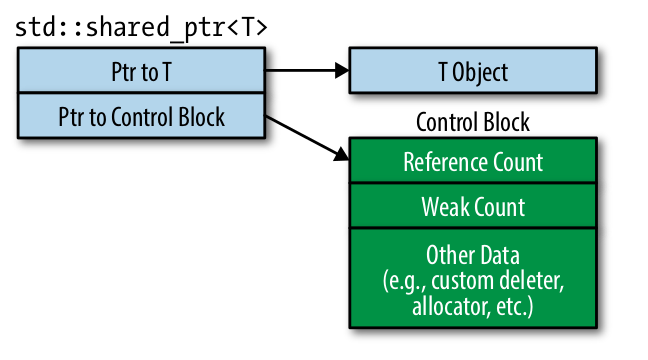 std::shared_ptr<T>
Ptr to T
T Object
Ptr to Control Block
Control Block
Reference Count
Weak Count
Other Data
(e.g., custom deleter,
allocator, etc.)